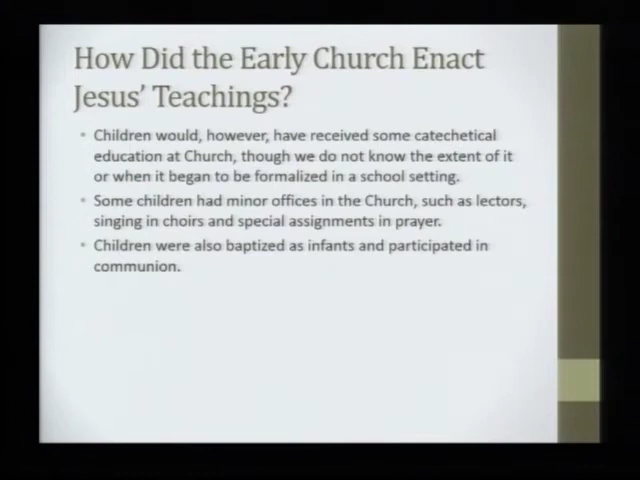 How Did the Early Church Enact
Jesus' Teachings?
• Children would, however, have received some catechetical
education at Church, though we do not know the extent of it
or when it began to be formalized in a school setting.
• Some children had minor offices in the Church, such as lectors,
singing in choirs and special assignments in prayer.
• Children were also baptized as infants and participated in
communion.